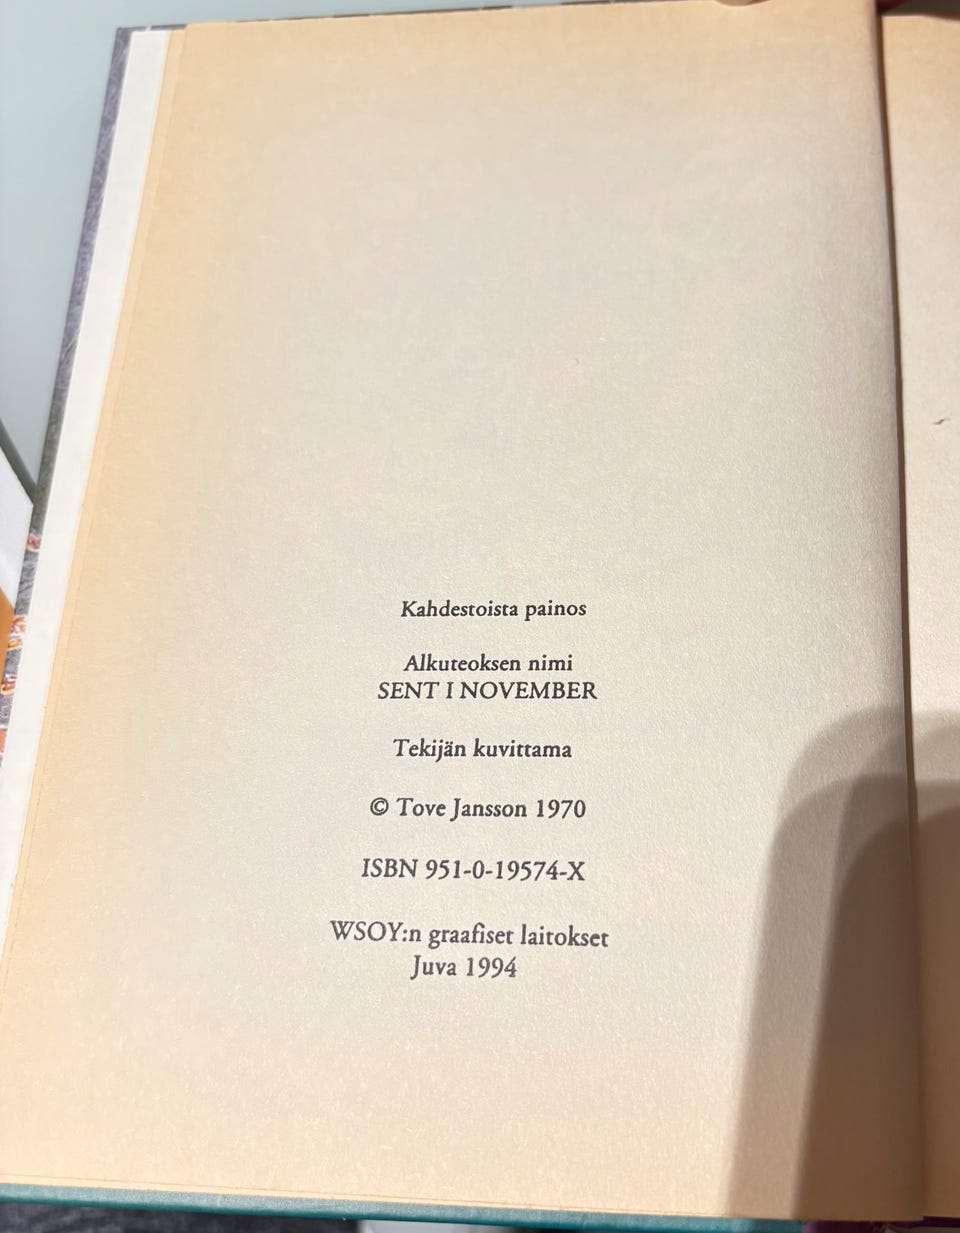 Kahdestoista painos
Alkuteoksen nimi
SENT I NOVEMBER
Tekijän kuvittama
© Tove Jansson 1970
ISBN 951-0-19574-X
WSOY:n graafiset laitokset
Juva 1994